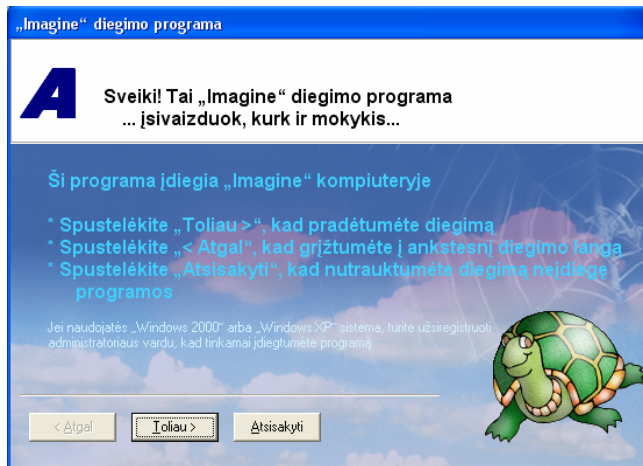 „Imagine“ diegimo programa
A
Sveiki! Tai „Imagine“ diegimo programa
... įsivaizduok, kurk ir mokykis...
Ši programa įdiegia „Imagine“ kompiuteryje
* Spustelėkite „Toliau >“, kad pradėtumėte diegimą
* Spustelėkite „< Atgal“, kad grįžtumėte į ankstesnį diegimo langą
* Spustelėkite „Atsisakyti“, kad nutrauktumėte diegimą neįdiegę
programos
Jei naudojatės „Windows 2000“ arba „Windows XP“ sistema, turite užsiregistruoti
administratoriaus vardu, kad tinkamai įdiegtumėte programą
< Atgal
Toliau >
Atsisakyti